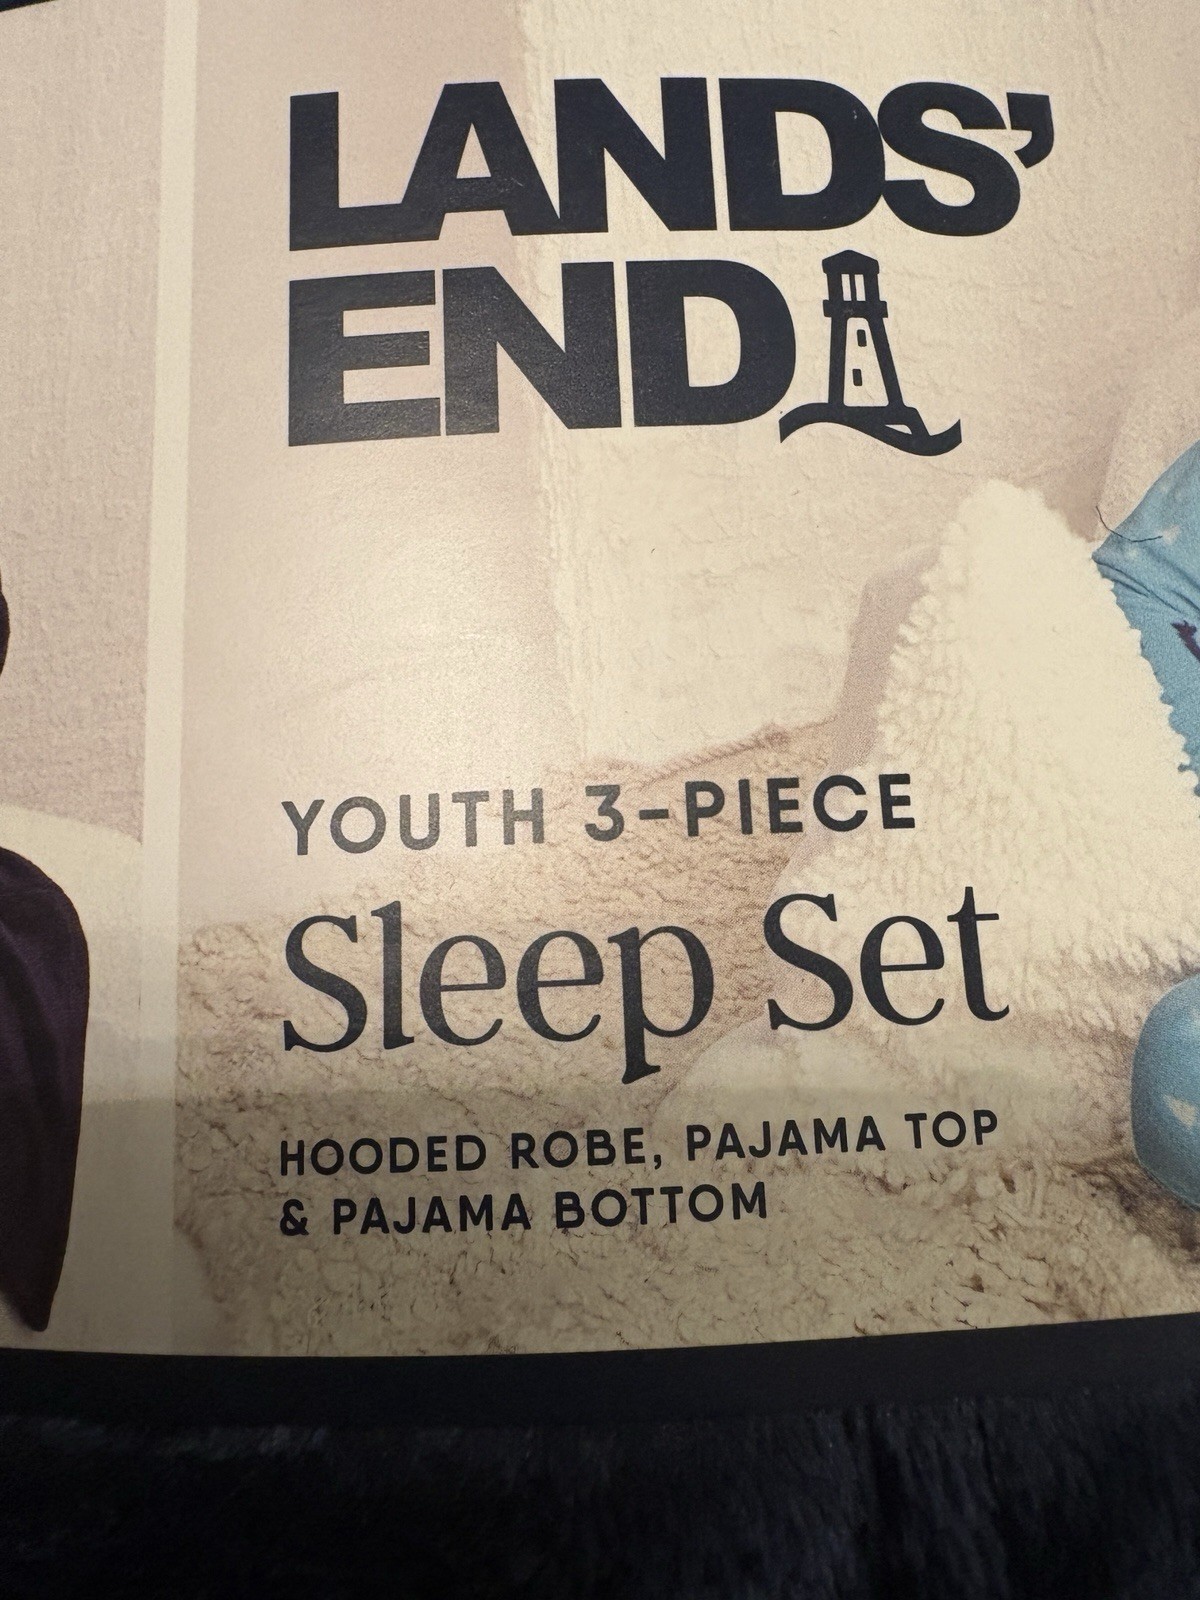 LANDS'
END
YOUTH 3-PIECE
Sleep Set
HOODED ROBE, PAJAMA TOP
& PAJAMA BOTTOM